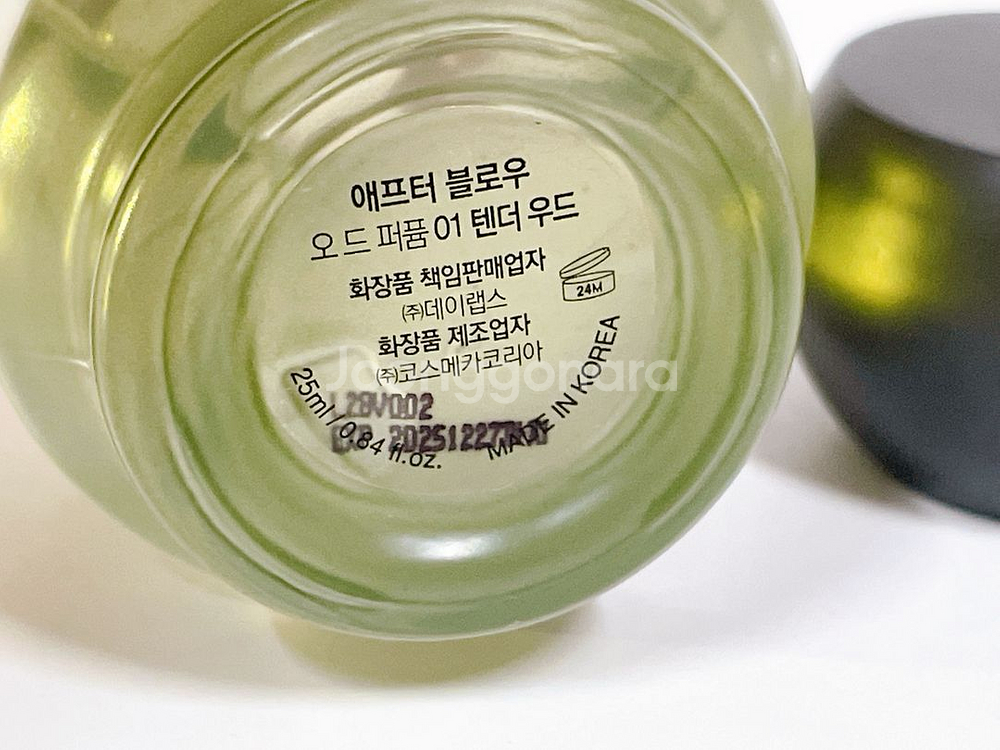 애프터 블로우
오 드 퍼퓸 01 텐더 우드
화장품 책임판매업자
(주)데이랩스
24M
화장품 제조업자
(주)코스메카코리아
Joonggonara
L28V002
20251227
25ml / 0.84 fl.oz.
MADE IN KOREA